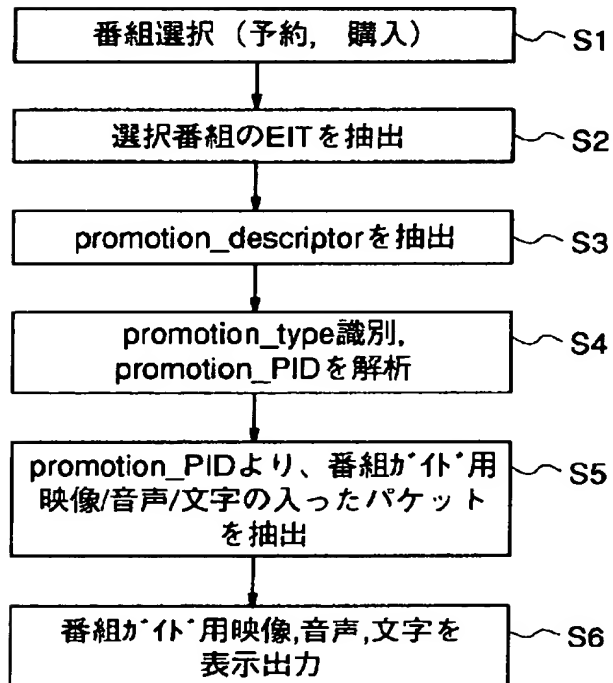 番組選択（予約， 購入）
S1
選択番組のEITを抽出
S2
promotion_descriptorを抽出
S3
promotion_type識別,
promotion_PIDを解析
S4
promotion_PIDより、番組ｶﾞｲﾄﾞ用
映像/音声/文字の入ったパケット
を抽出
S5
番組ｶﾞｲﾄﾞ用映像,音声,文字を
表示出力
S6